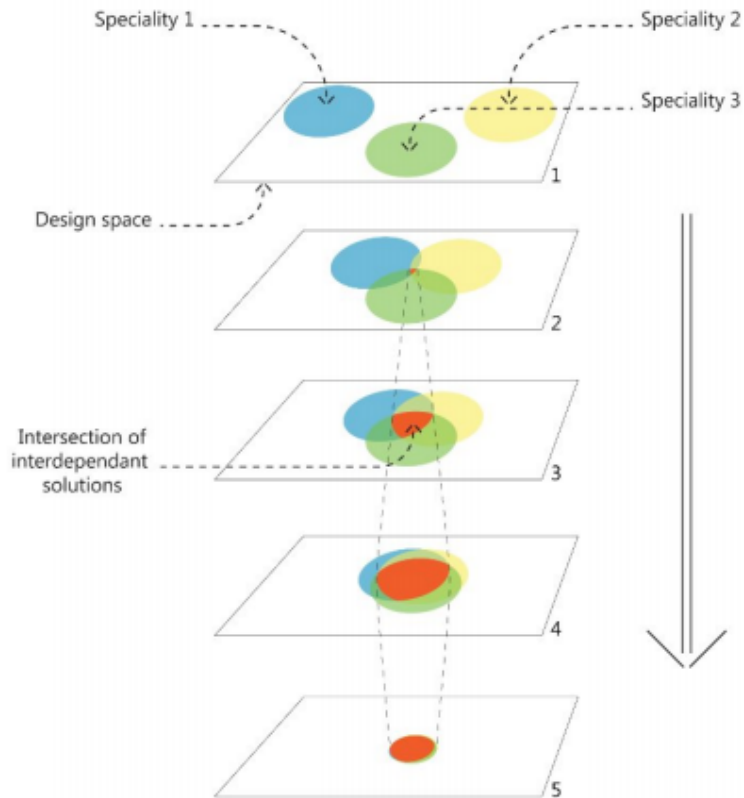 Speciality 1
Speciality 2
Speciality 3
1
Design space
2
Intersection of
interdependant
solutions
3
4
5